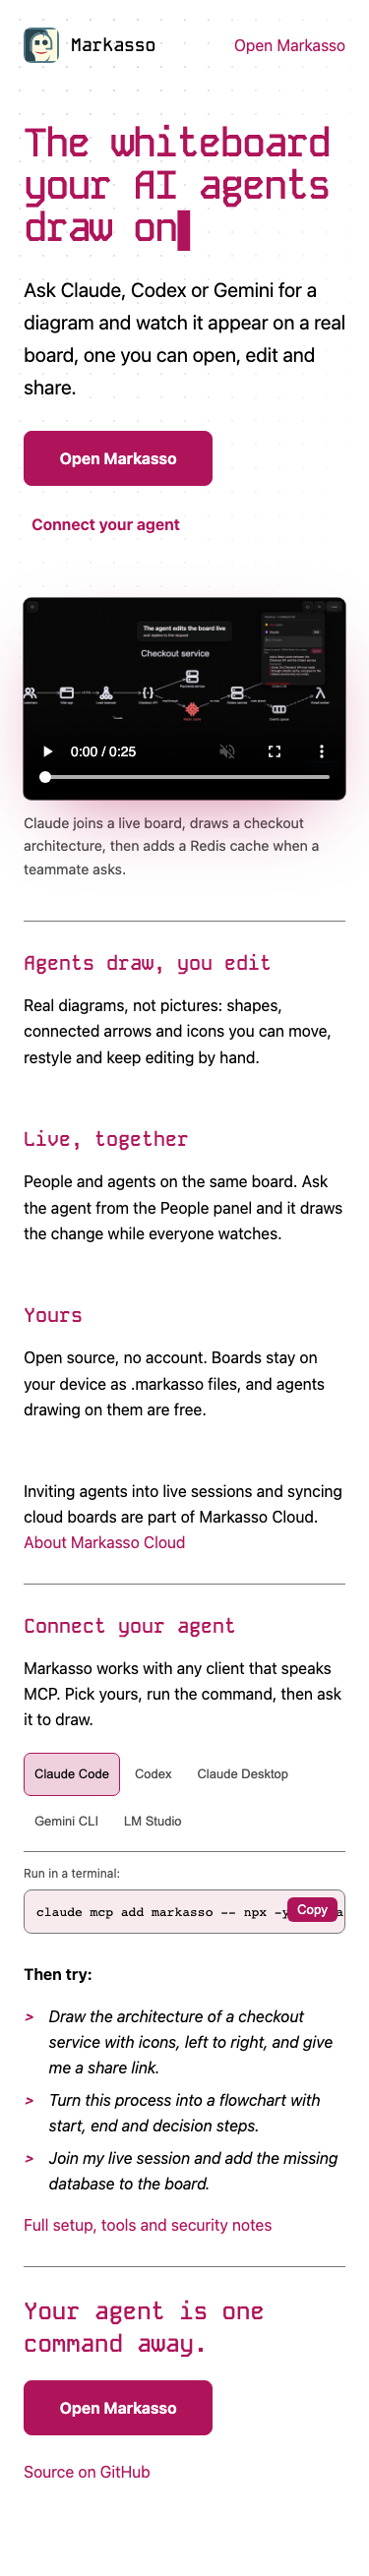 Markasso
Open Markasso
The whiteboard
your AI agents
draw on
Ask Claude, Codex or Gemini for a
diagram and watch it appear on a real
board, one you can open, edit and
share.
Open Markasso
Connect your agent
The agent edits the board live
Checkout service
0:00 / 0:25
Claude joins a live board, draws a checkout
architecture, then adds a Redis cache when a
teammate asks.
Agents draw, you edit
Real diagrams, not pictures: shapes,
connected arrows and icons you can move,
restyle and keep editing by hand.
Live, together
People and agents on the same board. Ask
the agent from the People panel and it draws
the change while everyone watches.
Yours
Open source, no account. Boards stay on
your device as .markasso files, and agents
drawing on them are free.
Inviting agents into live sessions and syncing
cloud boards are part of Markasso Cloud.
About Markasso Cloud
Connect your agent
Markasso works with any client that speaks
MCP. Pick yours, run the command, then ask
it to draw.
Claude Code
Codex
Claude Desktop
Gemini CLI
LM Studio
Run in a terminal:
claude mcp add markasso -- npx
Copy
Then try:
> Draw the architecture of a checkout
service with icons, left to right, and give
me a share link.
> Turn this process into a flowchart with
start, end and decision steps.
> Join my live session and add the missing
database to the board.
Full setup, tools and security notes
Your agent is one
command away.
Open Markasso
Source on GitHub